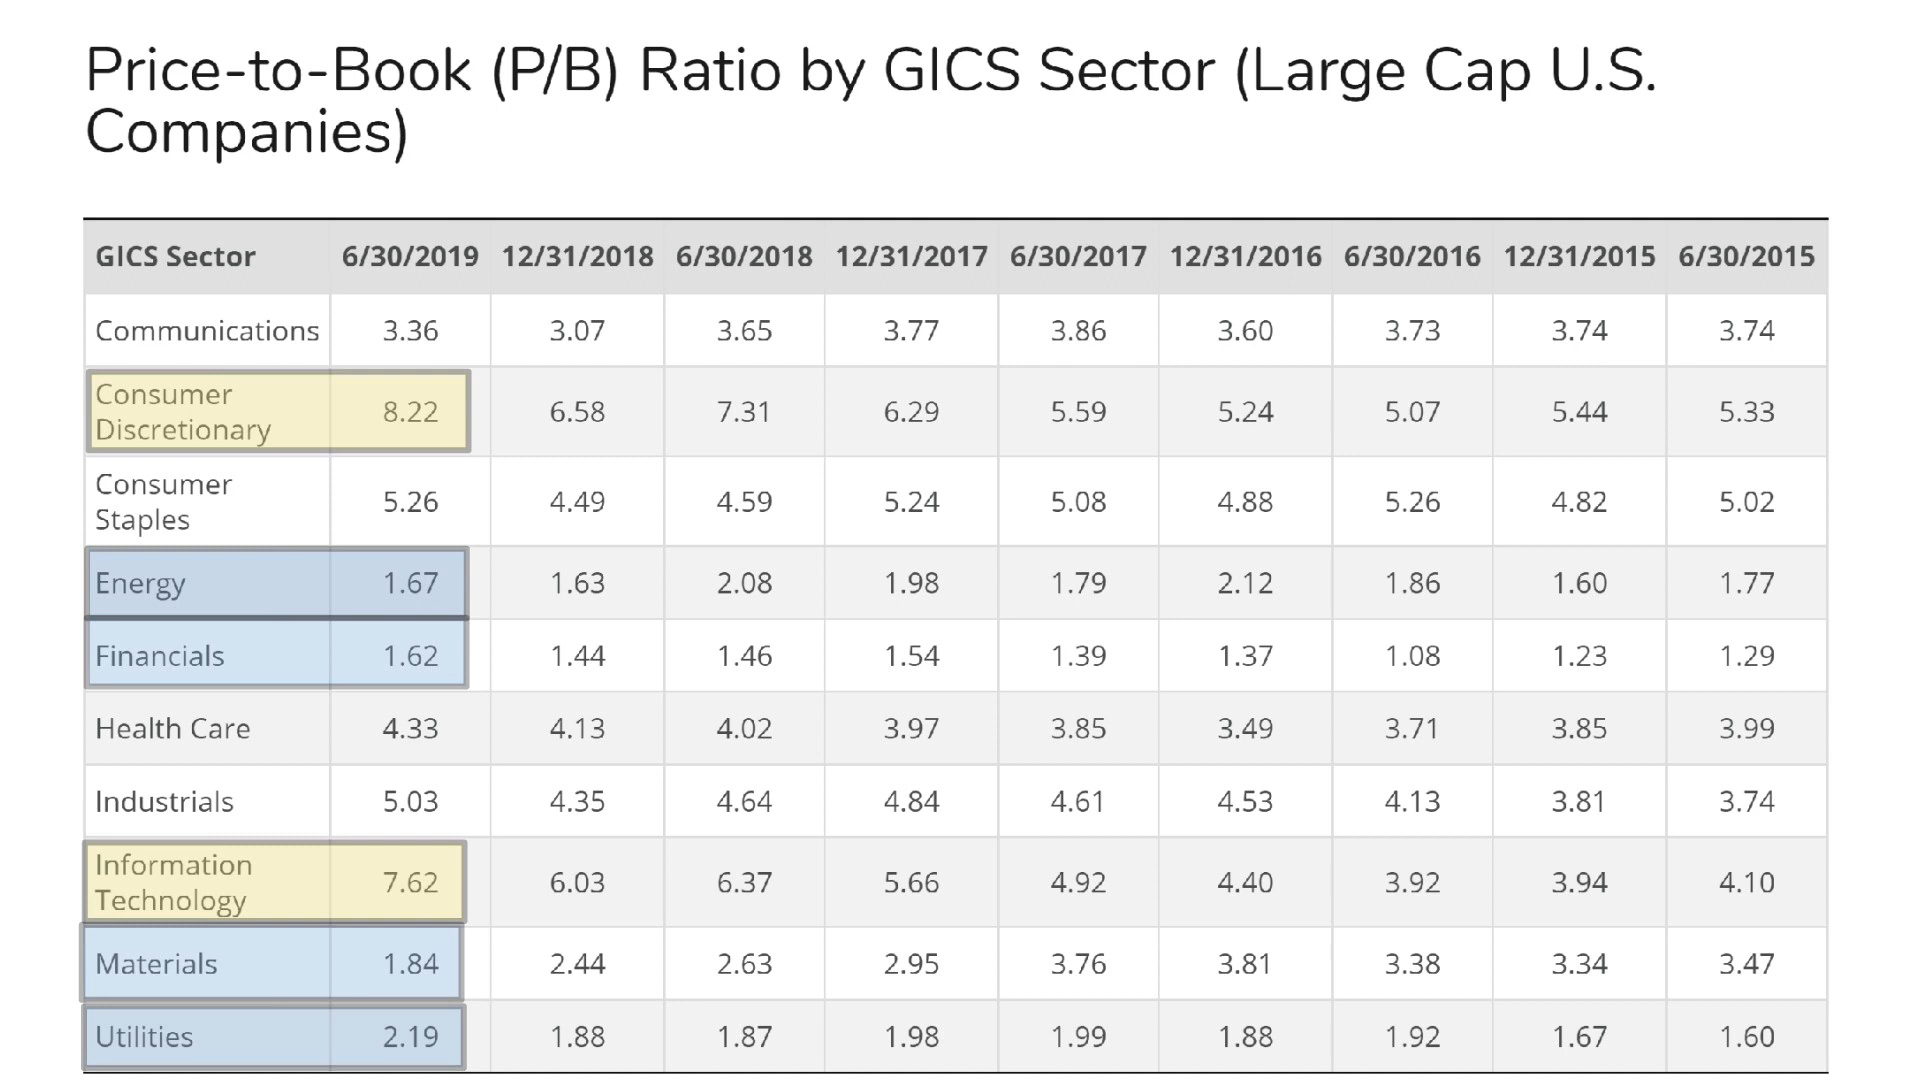 Price-to-Book (P/B) Ratio by GICS Sector (Large Cap U.S.
Companies)
GICS Sector 6/30/2019 12/31/2018 6/30/2018 12/31/2017 6/30/2017 12/31/2016 6/30/2016 12/31/2015 6/30/2015
Communications 3.36 3.07 3.65 3.77 3.86 3.60 3.73 3.74 3.74
Consumer
Discretionary 8.22 6.58 7.31 6.29 5.59 5.24 5.07 5.44 5.33
Consumer
Staples 5.26 4.49 4.59 5.24 5.08 4.88 5.26 4.82 5.02
Energy 1.67 1.63 2.08 1.98 1.79 2.12 1.86 1.60 1.77
Financials 1.62 1.44 1.46 1.54 1.39 1.37 1.08 1.23 1.29
Health Care 4.33 4.13 4.02 3.97 3.85 3.49 3.71 3.85 3.99
Industrials 5.03 4.35 4.64 4.84 4.61 4.53 4.13 3.81 3.74
Information
Technology 7.62 6.03 6.37 5.66 4.92 4.40 3.92 3.94 4.10
Materials 1.84 2.44 2.63 2.95 3.76 3.81 3.38 3.34 3.47
Utilities 2.19 1.88 1.87 1.98 1.99 1.88 1.92 1.67 1.60